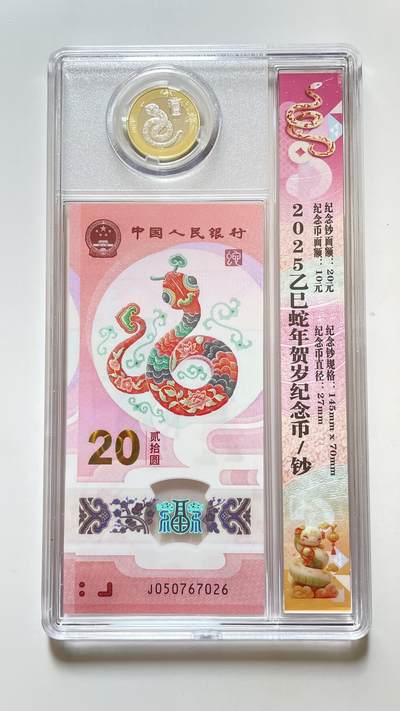 中国人民银行
20
贰拾圆
J050767026
2025乙巳蛇年贺岁纪念币/钞
纪念钞面额：20元
纪念币面额：10元
纪念钞规格：145mm x 70mm
纪念币直径：27mm